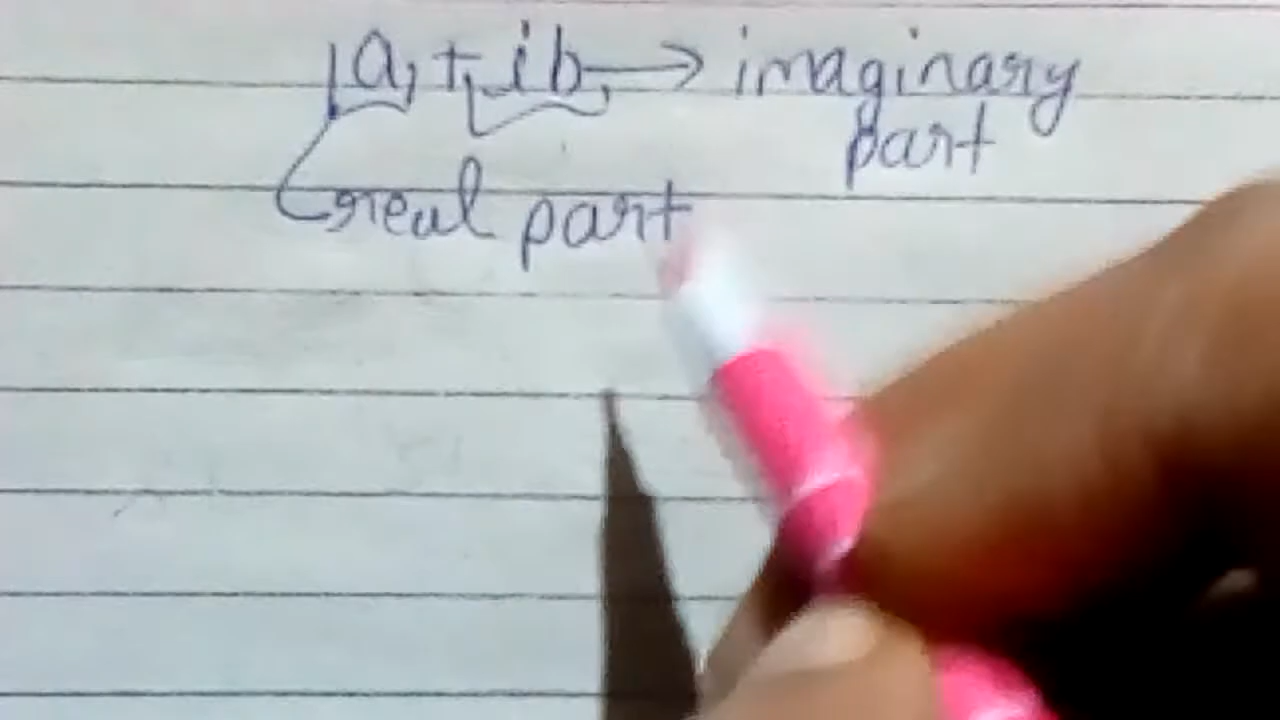 a + ib → imaginary
part
real part